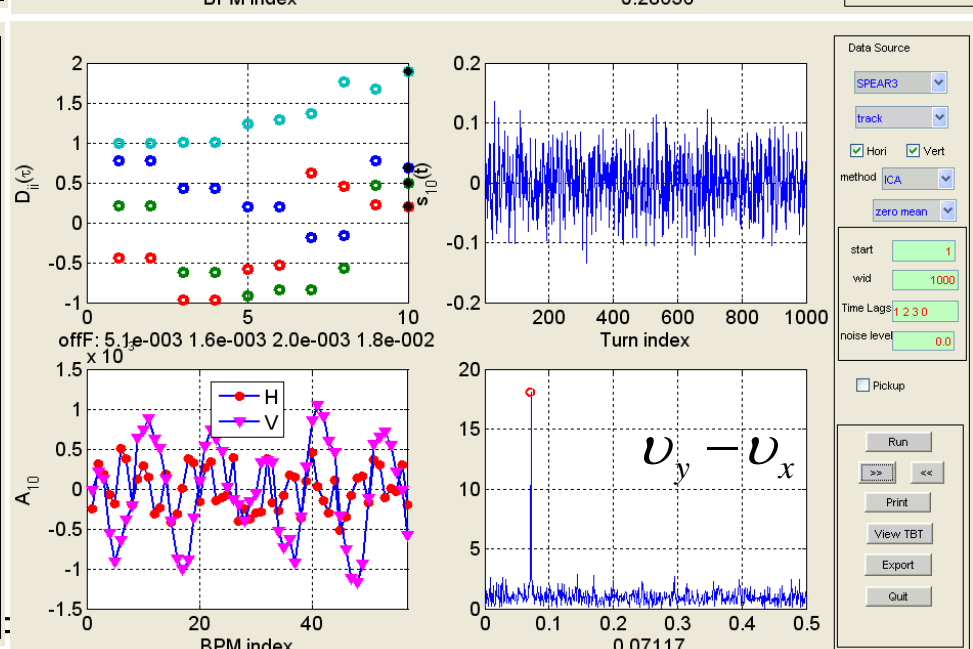 BPM index
0.28636
2
1.5
1
0.5
0
-0.5
-1
0
5
10
D_ii(τ)
offF: 5.1e-003 1.6e-003 2.0e-003 1.8e-002
0.2
0.1
0
-0.1
-0.2
200
400
600
800
1000
s_10(t)
Turn index
x 10^-3
1.5
1
0.5
0
-0.5
-1
-1.5
0
20
40
A_10
H
V
BPM index
20
15
10
5
0
0
0.1
0.2
0.3
0.4
0.5
υ_y − υ_x
0.07117
Data Source
SPEAR3
track
Hori
Vert
method ICA
zero mean
start 1
wid 1000
Time Lags 1 2 3 0
noise level 0.0
Pickup
Run
>> <<
Print
View TBT
Export
Quit